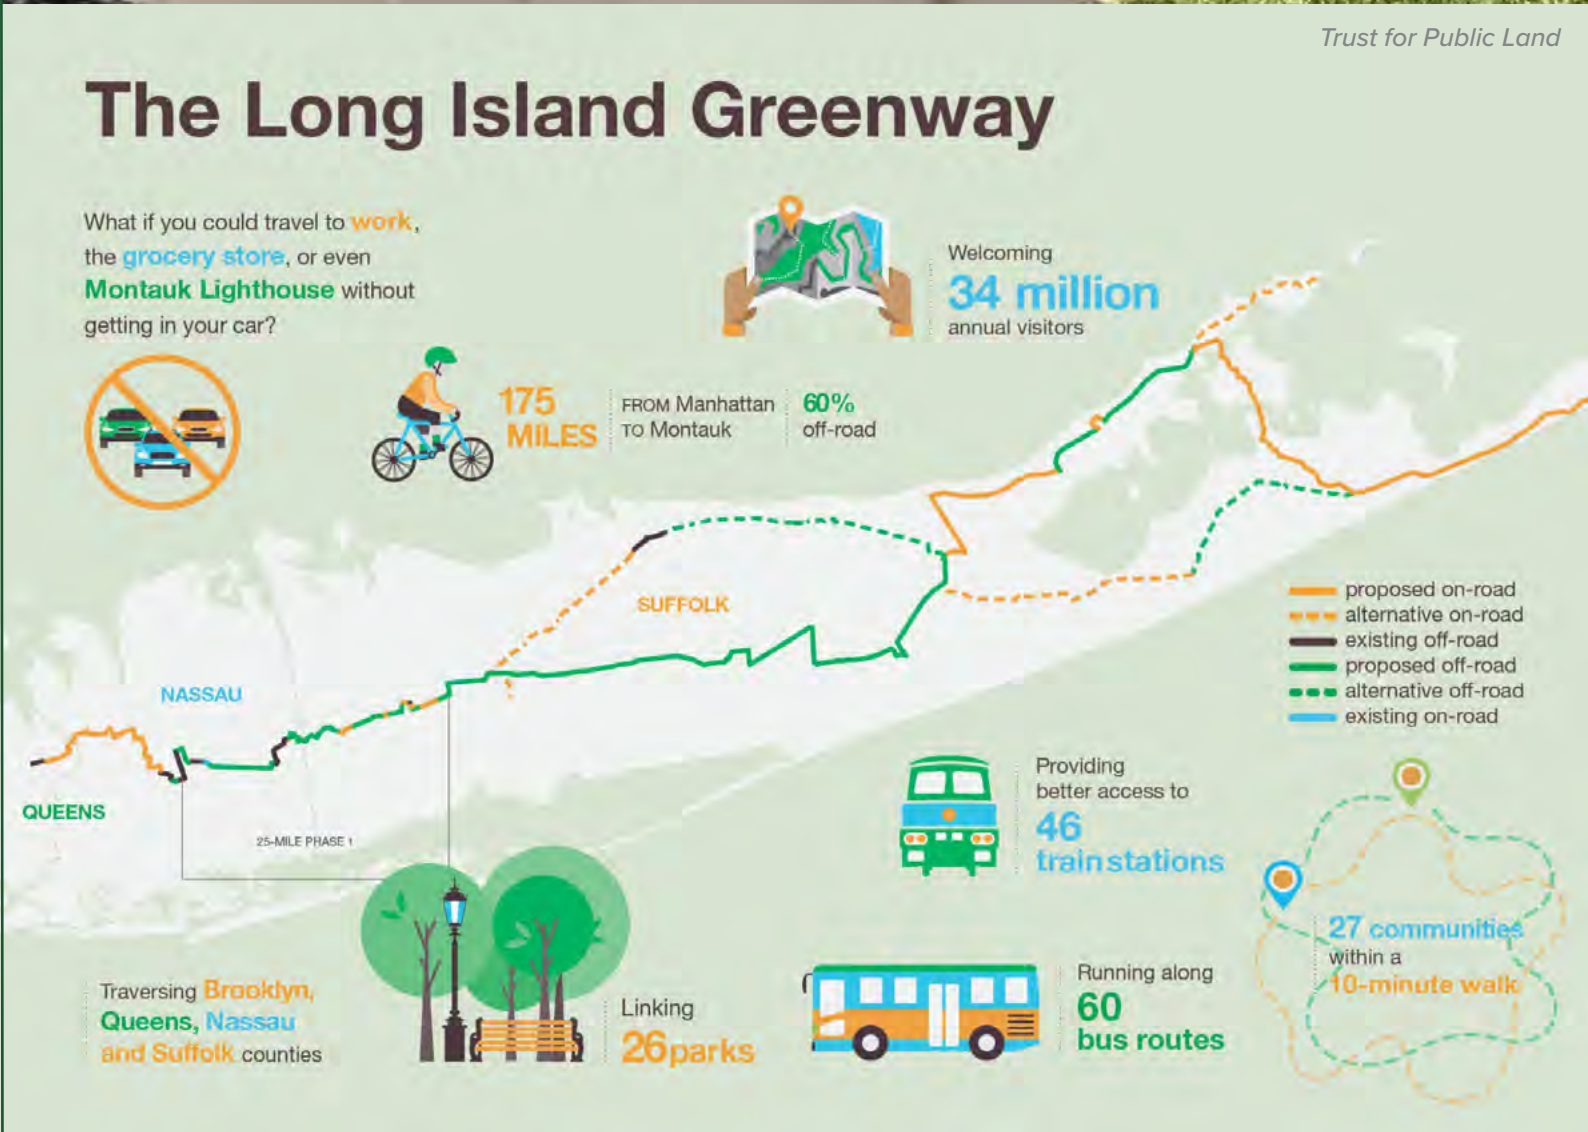 Trust for Public Land
The Long Island Greenway
What if you could travel to work,
the grocery store, or even
Montauk Lighthouse without
getting in your car?
Welcoming
34 million
annual visitors
175
MILES
FROM Manhattan
TO Montauk
60%
off-road
SUFFOLK
NASSAU
QUEENS
25-MILE PHASE 1
proposed on-road
alternative on-road
existing off-road
proposed off-road
alternative off-road
existing on-road
Providing
better access to
46
train stations
27 communities
within a
10-minute walk
Traversing Brooklyn,
Queens, Nassau
and Suffolk counties
Linking
26 parks
Running along
60
bus routes